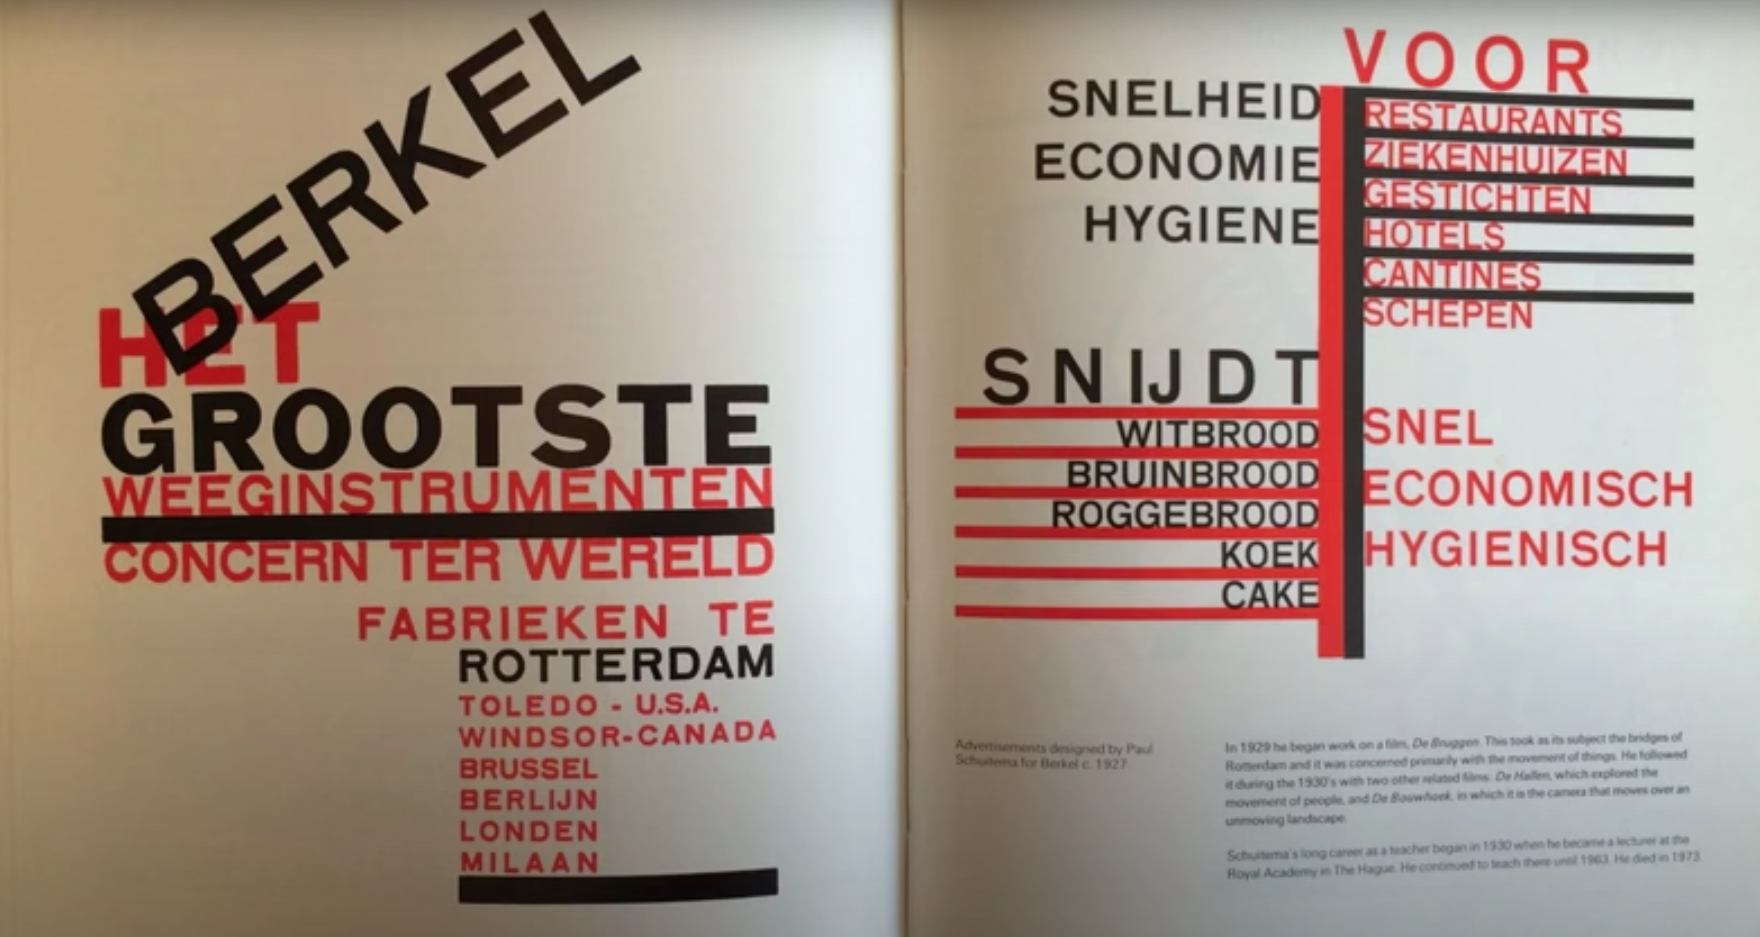 BERKEL
HET
GROOTSTE
WEEGINSTRUMENTEN
CONCERN TER WERELD
FABRIEKEN TE
ROTTERDAM
TOLEDO - U.S.A.
WINDSOR-CANADA
BRUSSEL
BERLIJN
LONDEN
MILAAN
SNELHEID
ECONOMIE
HYGIENE
VOOR
RESTAURANTS
ZIEKENHUIZEN
GESTICHTEN
HOTELS
CANTINES
SCHEPEN
SNIJDT
WITBROOD
BRUINBROOD
ROGGEBROOD
KOEK
CAKE
SNEL
ECONOMISCH
HYGIENISCH
Advertisements designed by Paul
Schuitema for Berkel c. 1927
In 1929 he began work on a film, De Bruggen. This took as its subject the bridges of
Rotterdam and it was concerned primarily with the movement of things. He followed
it during the 1930's with two other related films: De Hallen, which explored the
movement of people, and De Bouwhoek, in which it is the camera that moves over an
unmoving landscape.
Schuitema's long career as a teacher began in 1930 when he became a lecturer at the
Royal Academy in The Hague. He continued to teach there until 1963. He died in 1973